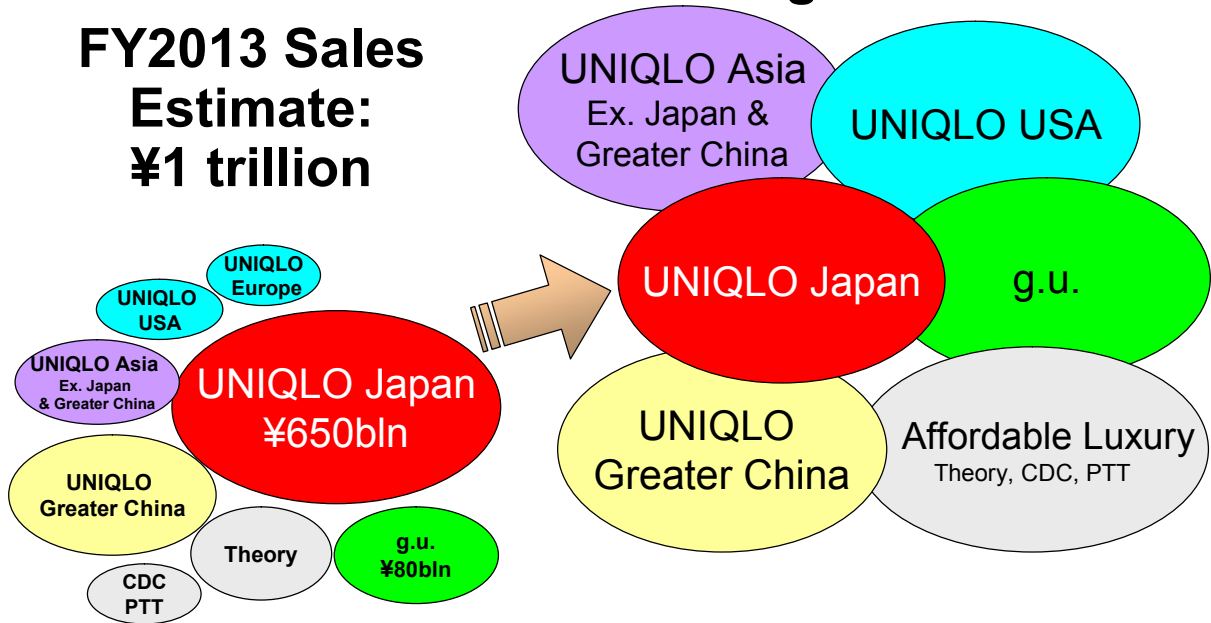 FY2013 Sales
Estimate:
¥1 trillion
UNIQLO
Europe
UNIQLO
USA
UNIQLO Asia
Ex. Japan
& Greater China
UNIQLO Japan
¥650bln
UNIQLO
Greater China
Theory
g.u.
¥80bln
CDC
PTT
UNIQLO Asia
Ex. Japan &
Greater China
UNIQLO USA
UNIQLO Japan
g.u.
UNIQLO
Greater China
Affordable Luxury
Theory, CDC, PTT